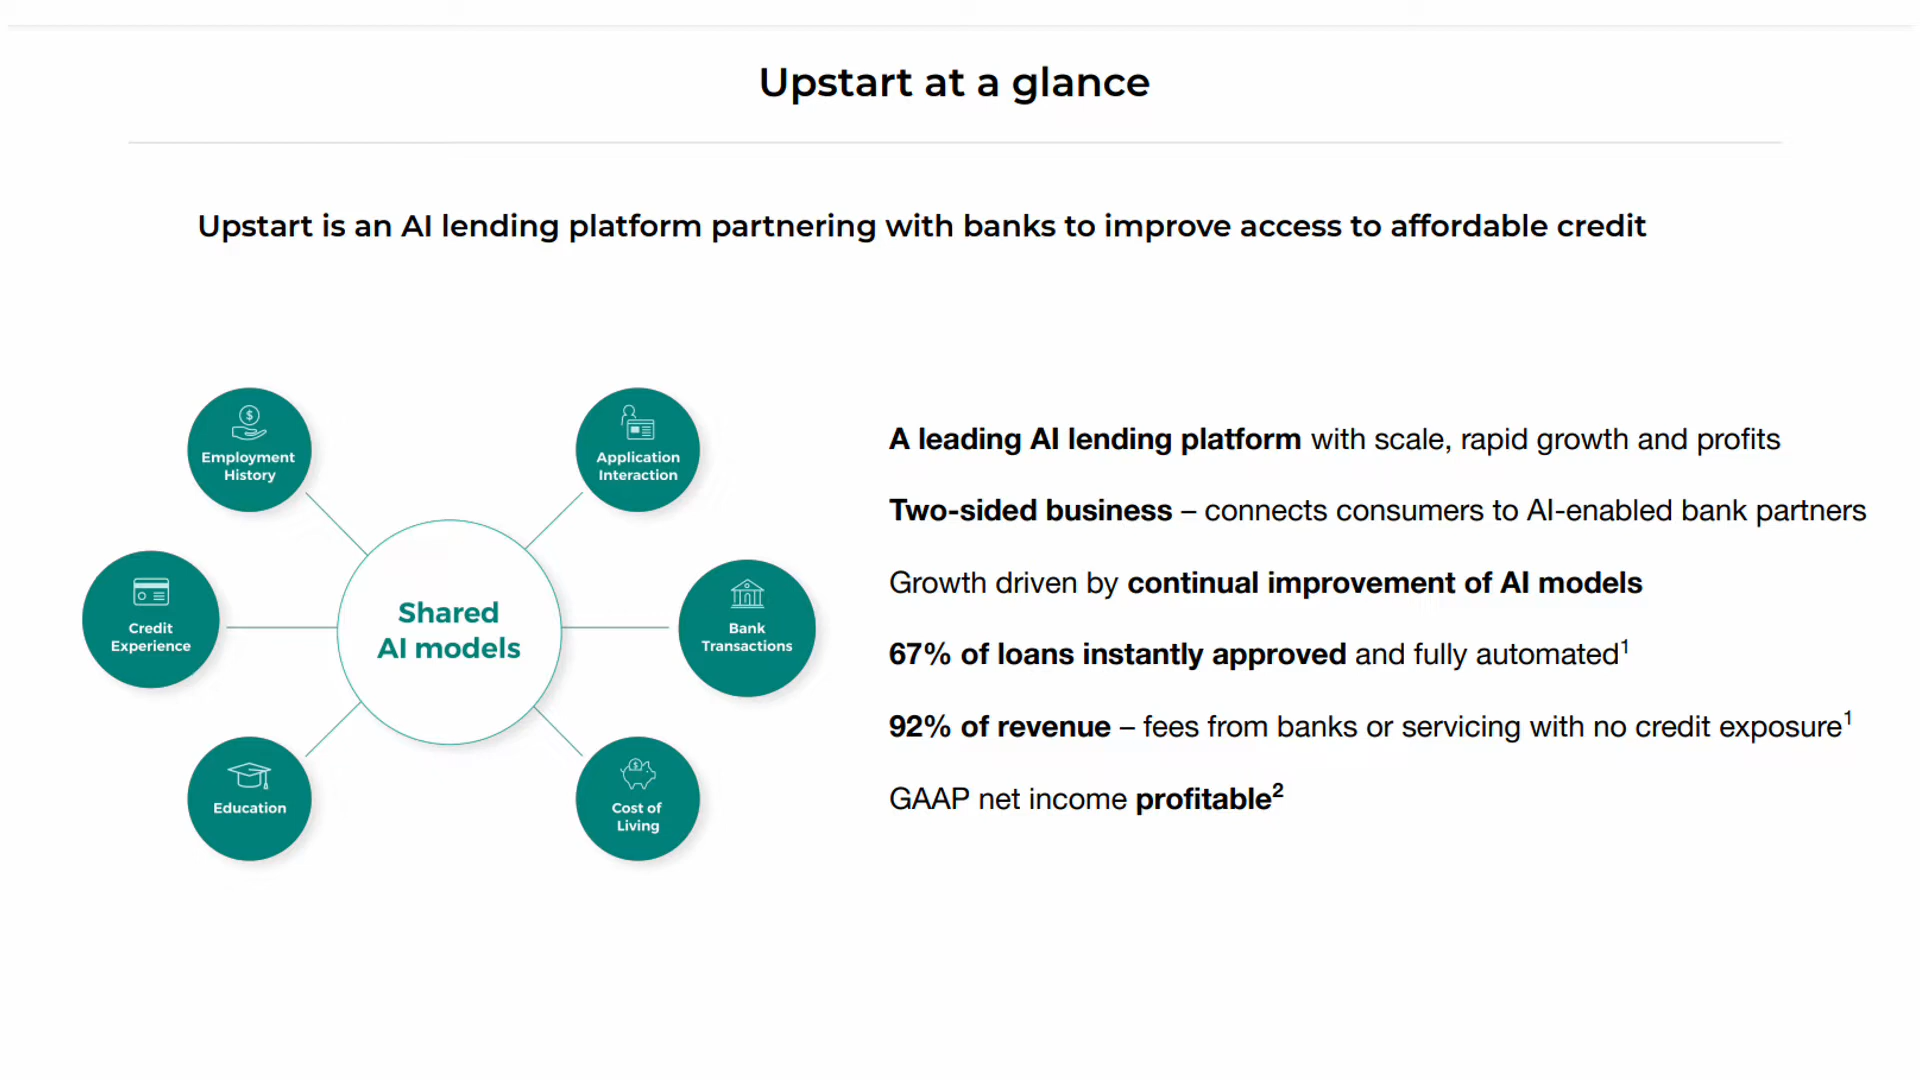 Upstart at a glance
Upstart is an AI lending platform partnering with banks to improve access to affordable credit
Employment
History
Application
Interaction
Credit
Experience
Shared
AI models
Bank
Transactions
Education
Cost of
Living
A leading AI lending platform with scale, rapid growth and profits
Two-sided business – connects consumers to AI-enabled bank partners
Growth driven by continual improvement of AI models
67% of loans instantly approved and fully automated¹
92% of revenue – fees from banks or servicing with no credit exposure¹
GAAP net income profitable²